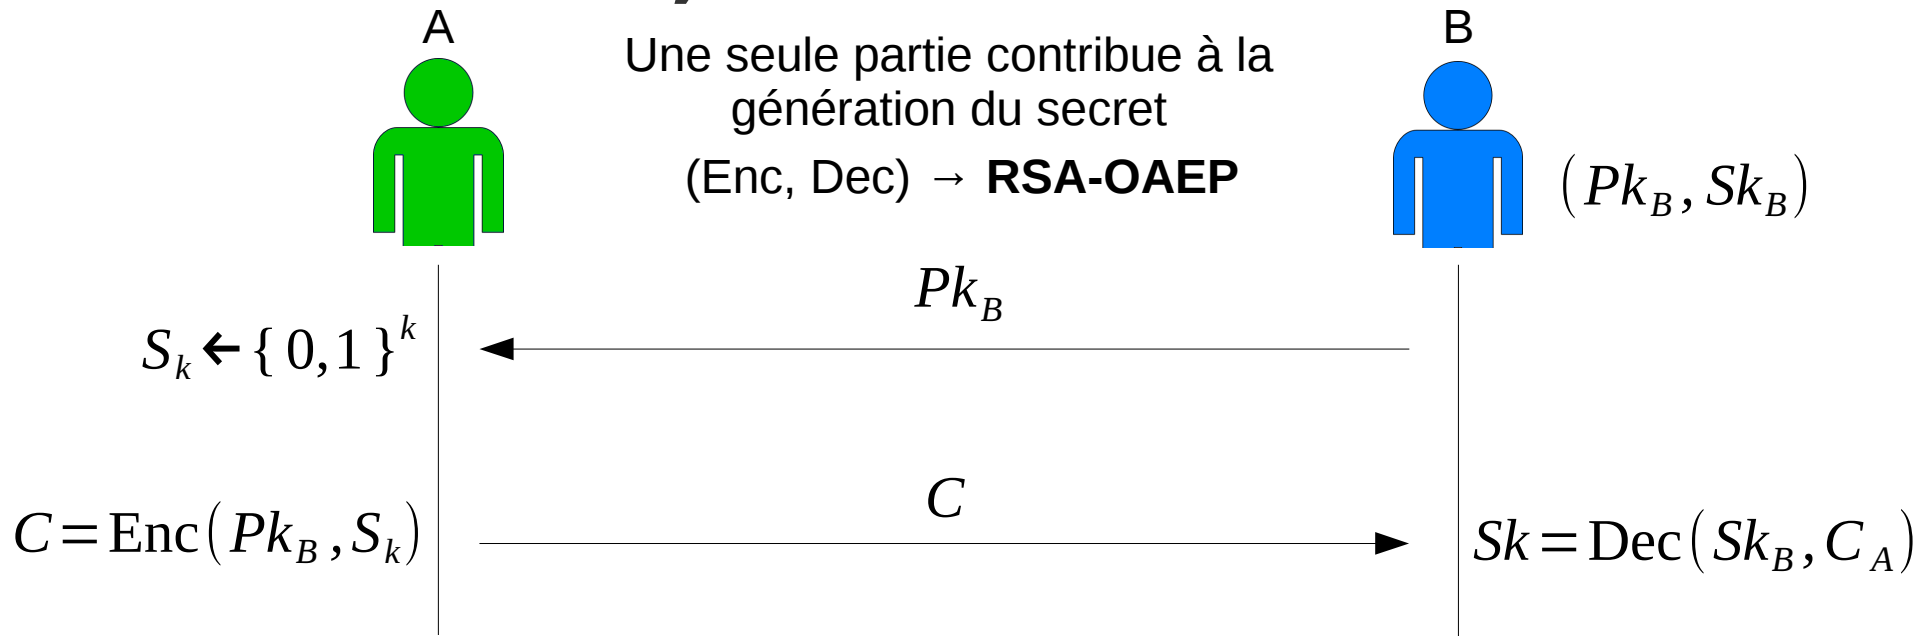 A
B
Une seule partie contribue à la
génération du secret
(Enc, Dec) → RSA-OAEP
(Pk_B, Sk_B)
Pk_B
S_k ← {0,1}^k
C
C = Enc(Pk_B, S_k)
Sk = Dec(Sk_B, C_A)